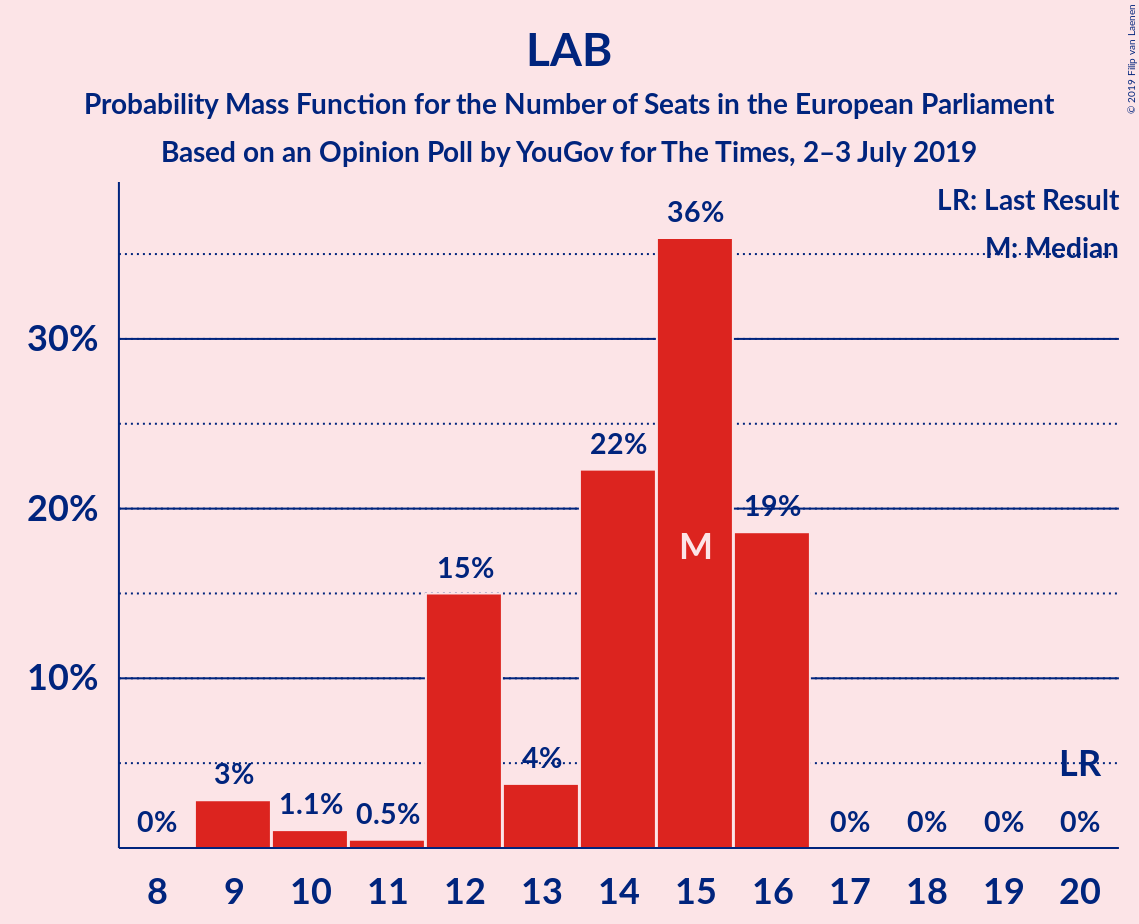 LAB
Probability Mass Function for the Number of Seats in the European Parliament
Based on an Opinion Poll by YouGov for The Times, 2–3 July 2019
© 2019 Filip van Laenen
LR: Last Result
M: Median
36%
30%
22%
20%
19%
M
15%
10%
4%
LR
3%
1.1%
0.5%
0%
0%
0%
0%
0%
8 9 10 11 12 13 14 15 16 17 18 19 20